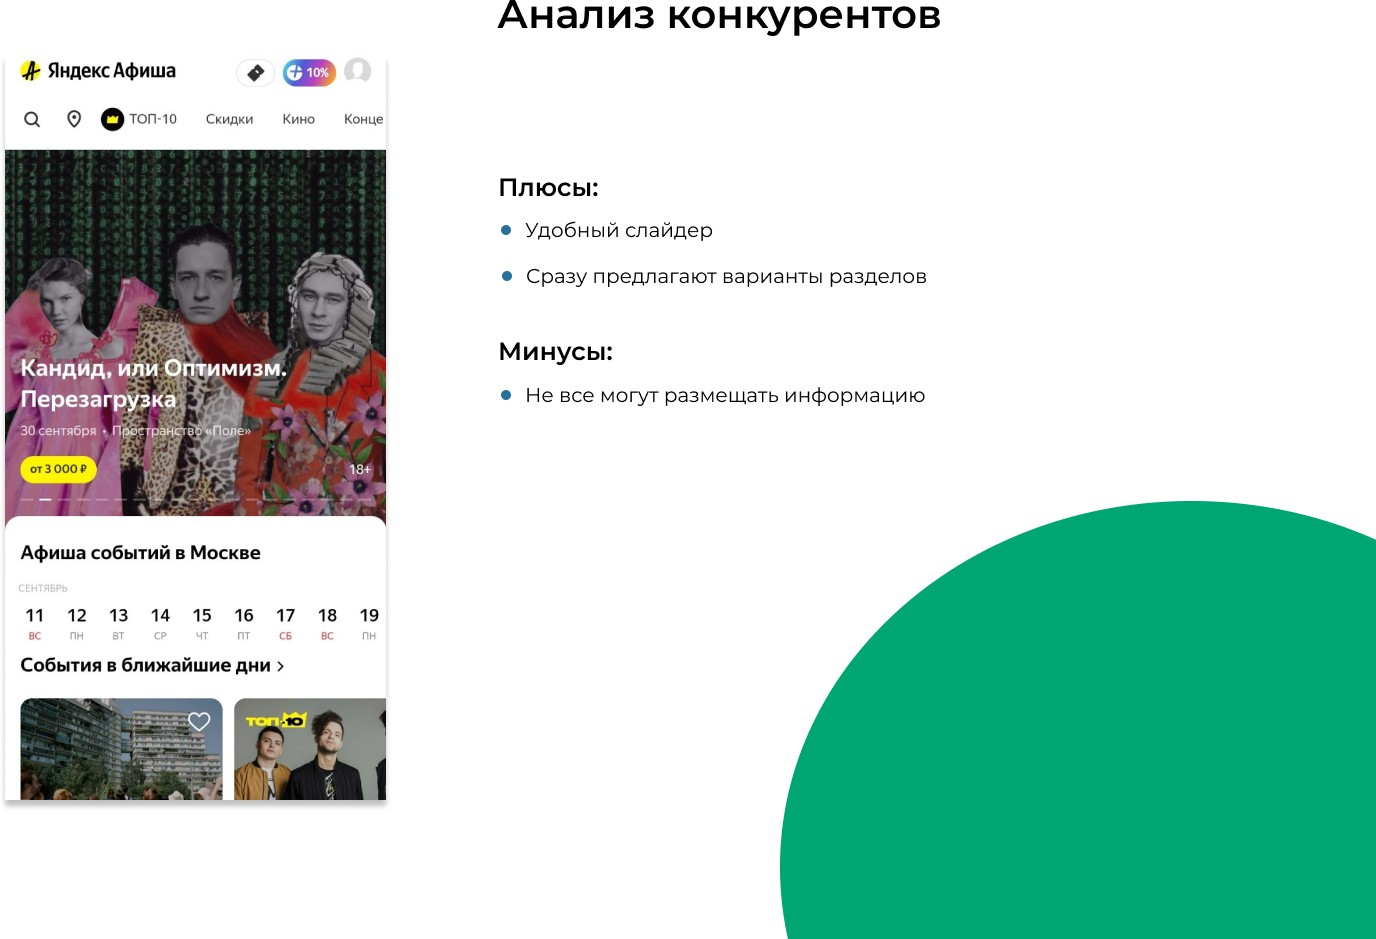 Анализ конкурентов
Яндекс Афиша
10%
ТОП-10 Скидки Кино Конце
Кандид, или Оптимизм.
Перезагрузка
30 сентября • Пространство «Поле»
от 3 000 ₽
18+
Афиша событий в Москве
СЕНТЯБРЬ
11 12 13 14 15 16 17 18 19
ВС ПН ВТ СР ЧТ ПТ СБ ВС ПН
События в ближайшие дни
ТОП-10
Плюсы:
Удобный слайдер
Сразу предлагают варианты разделов
Минусы:
Не все могут размещать информацию